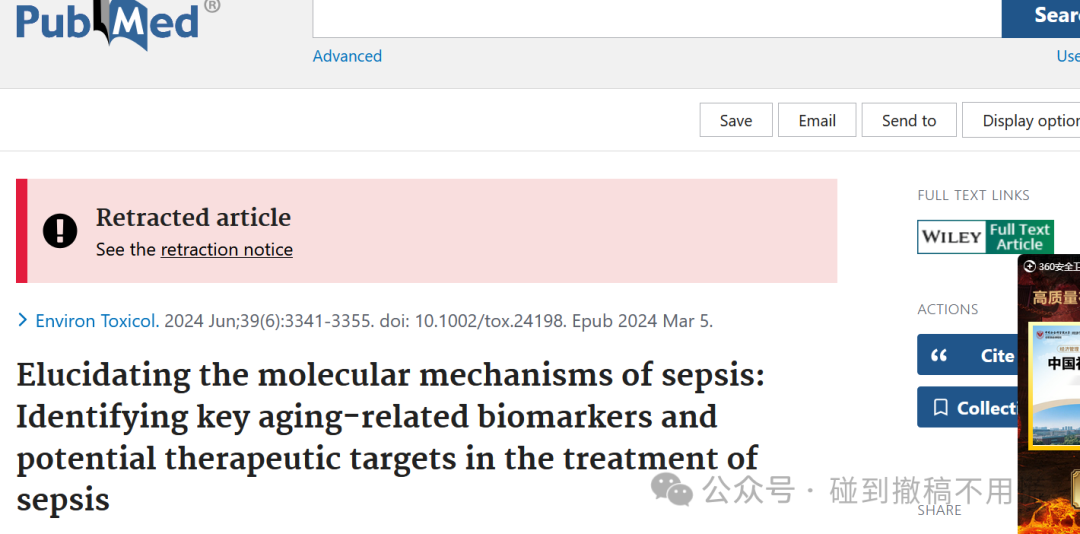 PubMed®
Sear
Advanced
Use
Save
Email
Send to
Display option
Retracted article
See the retraction notice
FULL TEXT LINKS
WILEY Full Text Article
360安全卫
高质量
ACTIONS
Environ Toxicol. 2024 Jun;39(6):3341-3355. doi: 10.1002/tox.24198. Epub 2024 Mar 5.
Cite
中国社
Elucidating the molecular mechanisms of sepsis:
Identifying key aging-related biomarkers and
potential therapeutic targets in the treatment of
sepsis
Collecti
公众号 · 碰到撤稿不用
SHARE